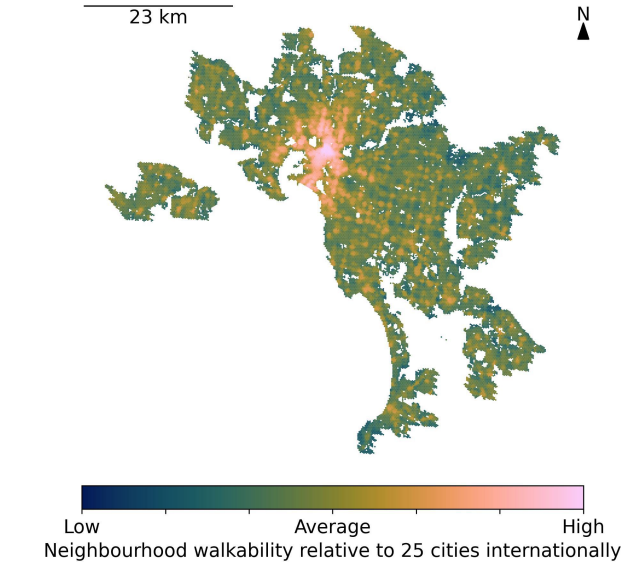 23 km
N
Low Average High
Neighbourhood walkability relative to 25 cities internationally